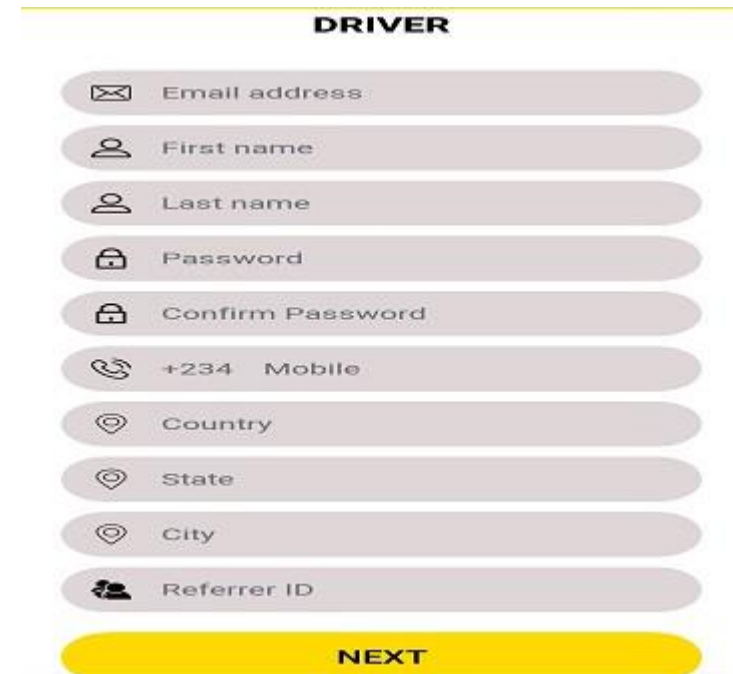 DRIVER
Email address
First name
Last name
Password
Confirm Password
+234 Mobile
Country
State
City
Referrer ID
NEXT